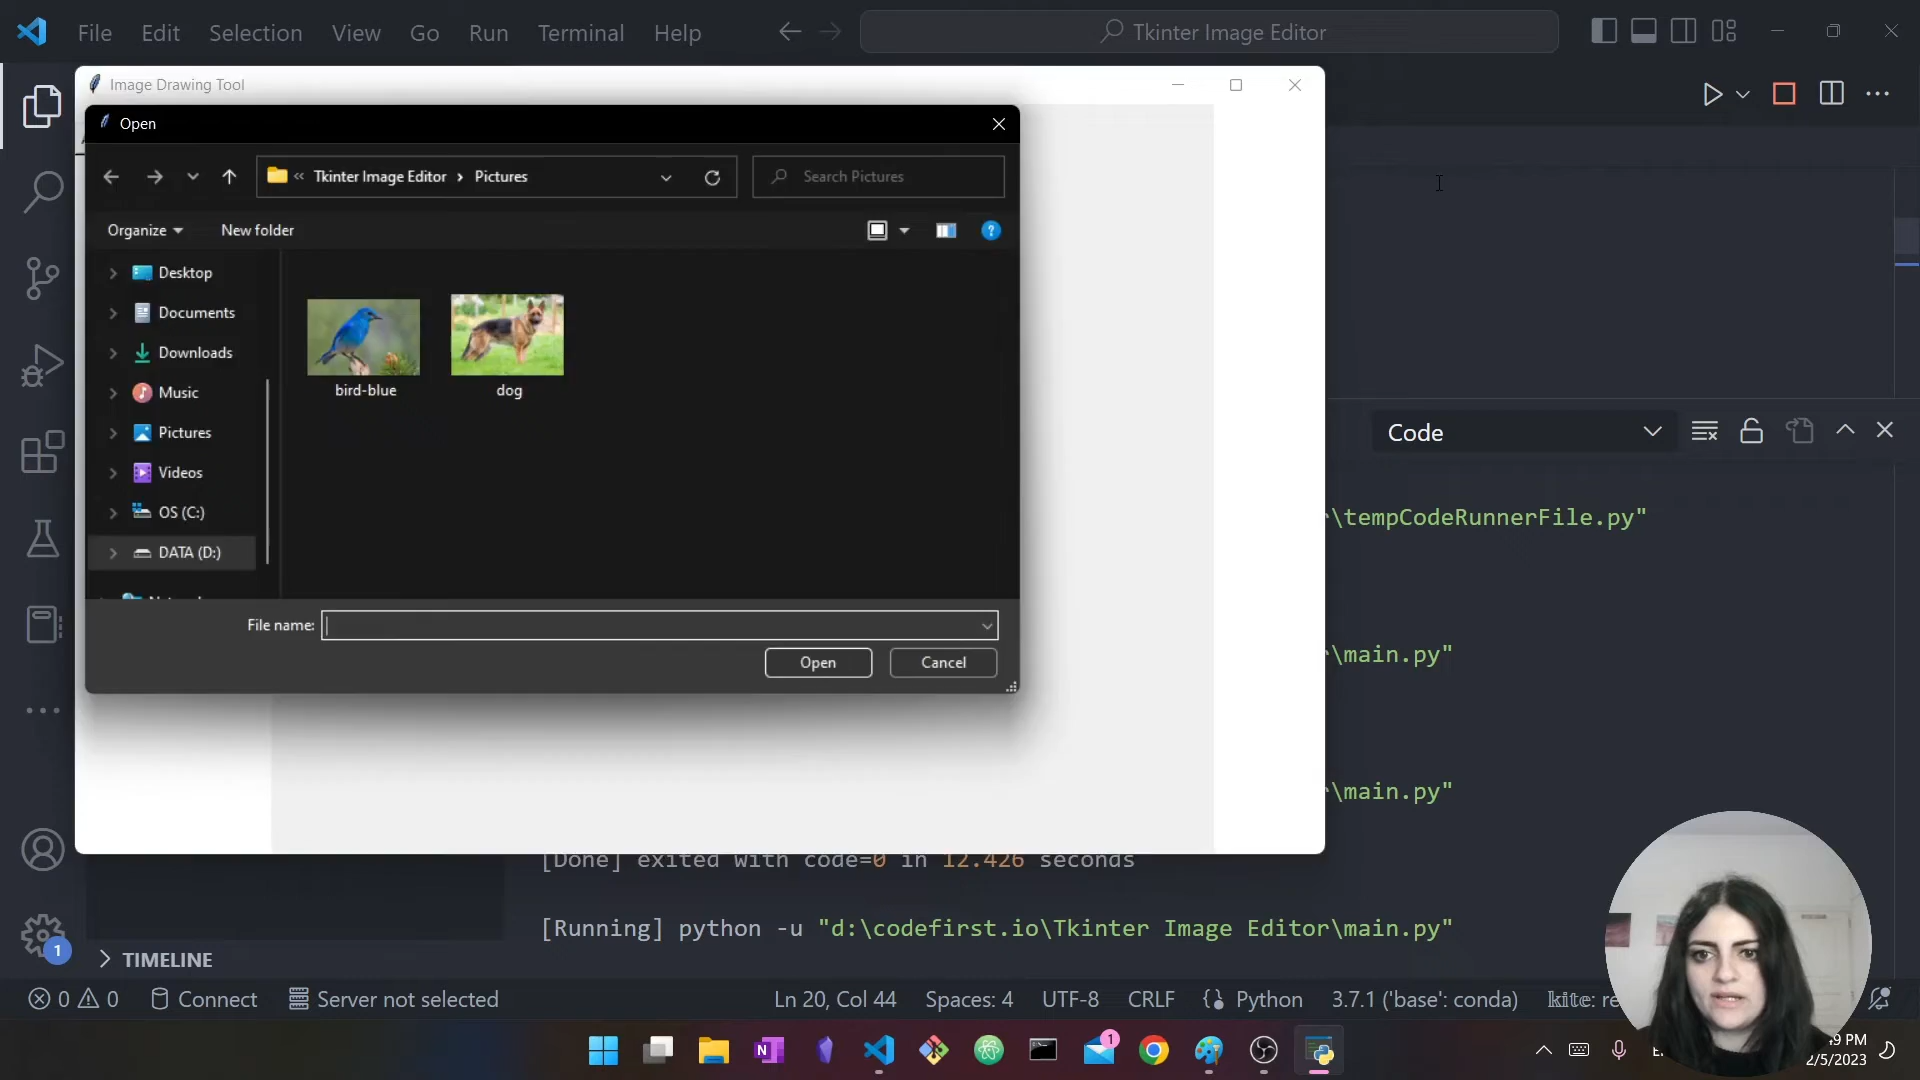 File Edit Selection View Go Run Terminal Help
Tkinter Image Editor
Image Drawing Tool
Open
« Tkinter Image Editor › Pictures
Search Pictures
Organize
New folder
Desktop
Documents
Downloads
Music
Pictures
Videos
OS (C:)
DATA (D:)
bird-blue
dog
File name:
Open
Cancel
Code
\tempCodeRunnerFile.py"
\main.py"
\main.py"
[Done] exited with code=0 in 12.426 seconds
[Running] python -u "d:\codefirst.io\Tkinter Image Editor\main.py"
TIMELINE
1
0 0 Connect Server not selected Ln 20, Col 44 Spaces: 4 UTF-8 CRLF Python 3.7.1 ('base': conda) kite:
1
PM
2/5/2023